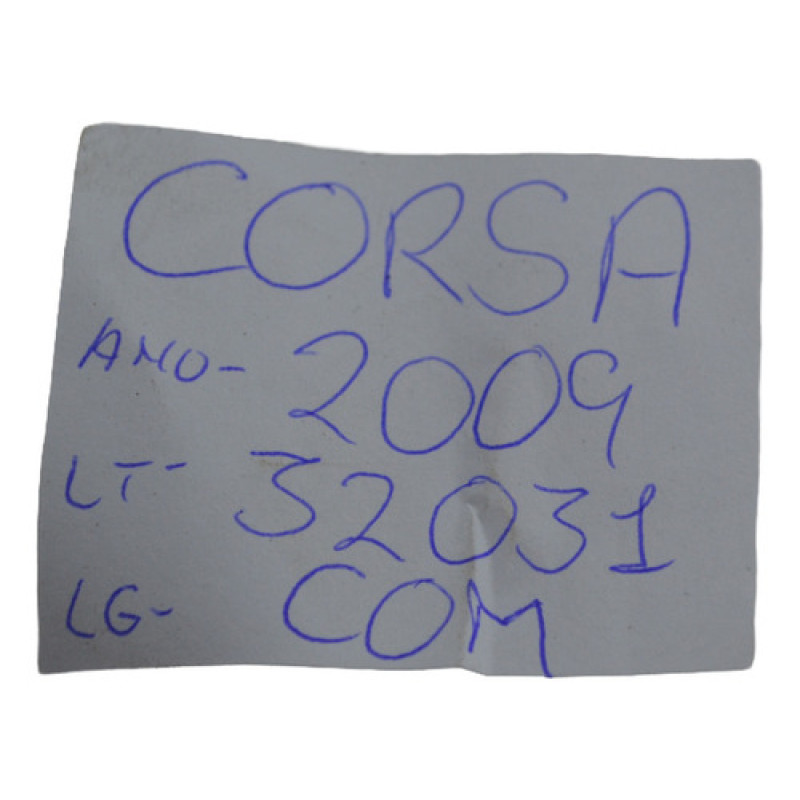 CORSA
ANO- 2009
LT- 32031
LG- COM